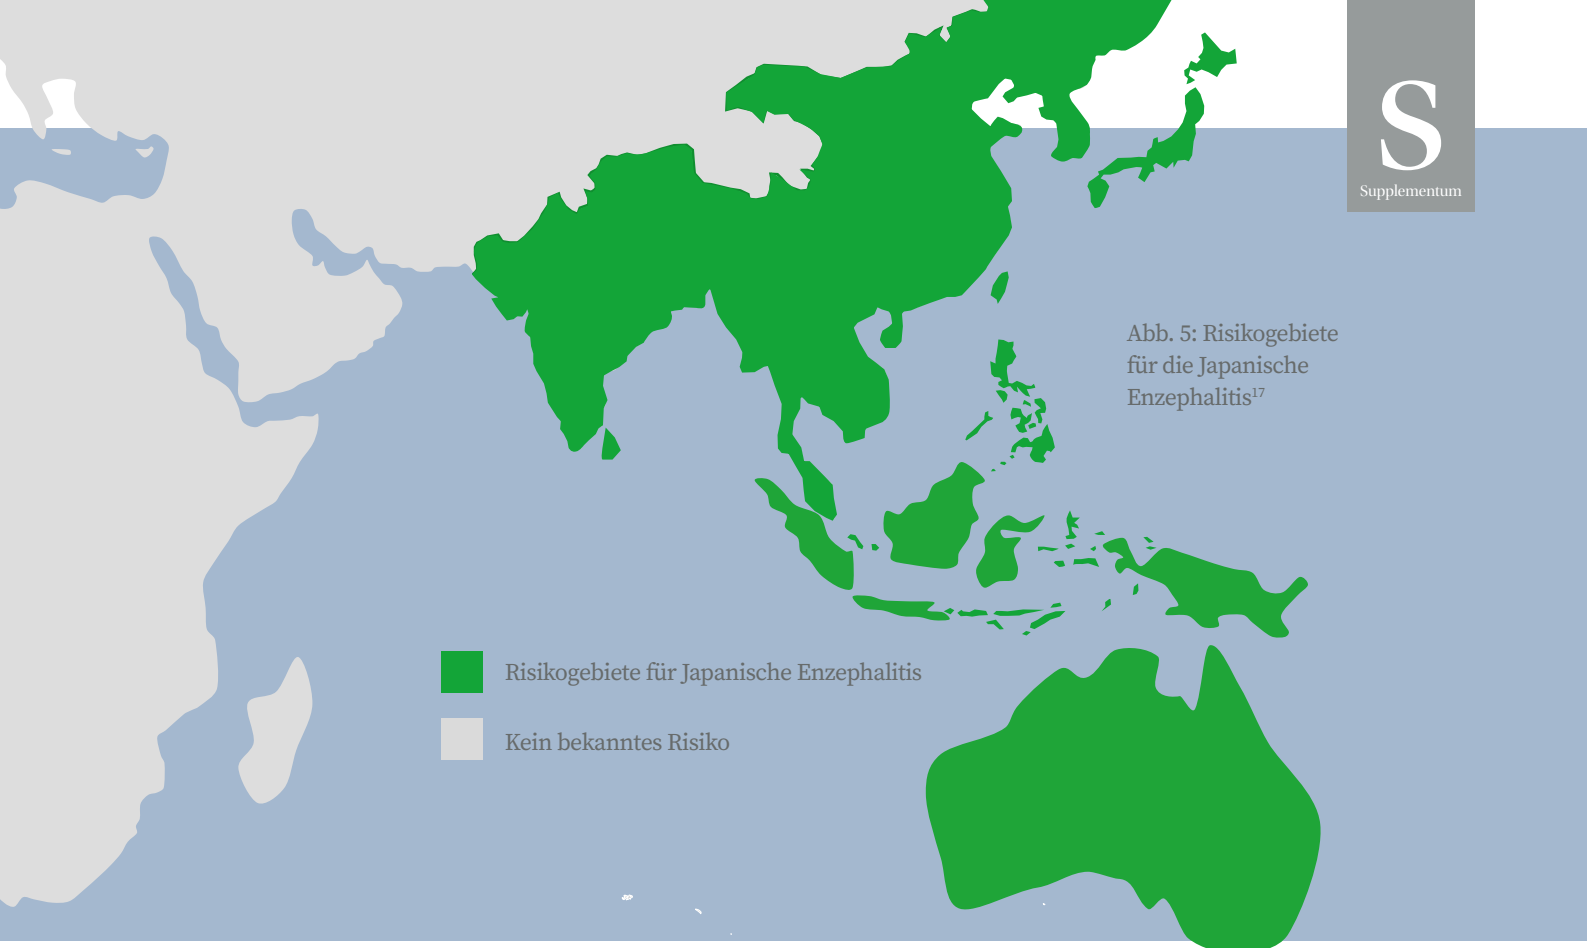 S
Supplementum
Abb. 5: Risikogebiete
für die Japanische
Enzephalitis¹⁷
Risikogebiete für Japanische Enzephalitis
Kein bekanntes Risiko